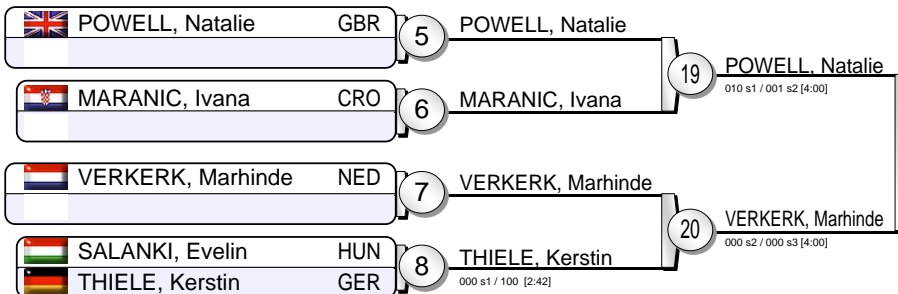 POWELL, Natalie GBR
5
POWELL, Natalie
MARANIC, Ivana CRO
6
MARANIC, Ivana
19
POWELL, Natalie
010 s1 / 001 s2 [4:00]
VERKERK, Marhinde NED
7
VERKERK, Marhinde
SALANKI, Evelin HUN
THIELE, Kerstin GER
8
THIELE, Kerstin
000 s1 / 100 [2:42]
20
VERKERK, Marhinde
000 s2 / 000 s3 [4:00]